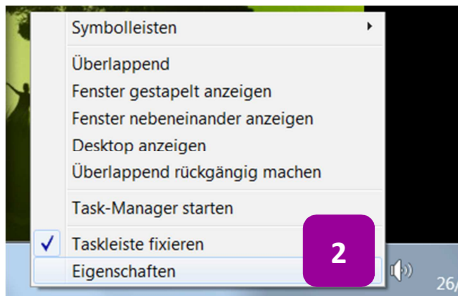 Symbolleisten
Überlappend
Fenster gestapelt anzeigen
Fenster nebeneinander anzeigen
Desktop anzeigen
Überlappend rückgängig machen
Task-Manager starten
Taskleiste fixieren
2
Eigenschaften
26/